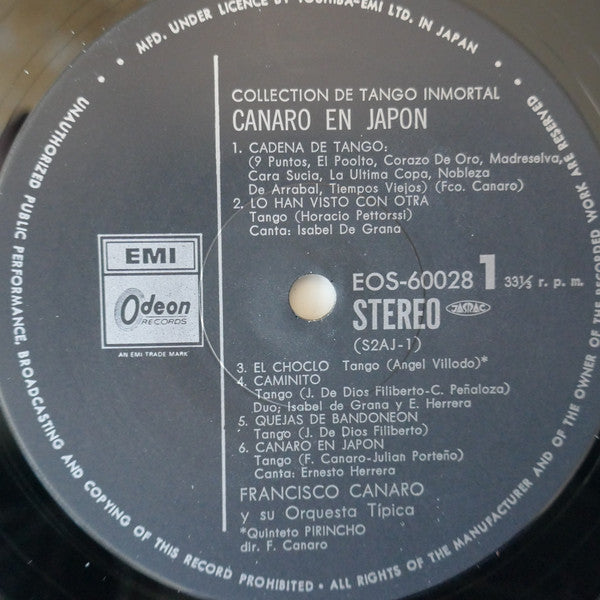 MFD. UNDER LICENCE BY TOSHIBA-EMI LTD. IN JAPAN
UNAUTHORIZED PUBLIC PERFORMANCE, BROADCASTING AND COPYING OF THIS RECORD PROHIBITED • ALL RIGHTS OF THE MANUFACTURER AND OF THE OWNER OF THE RECORDED WORK ARE RESERVED
COLLECTION DE TANGO INMORTAL
CANARO EN JAPON
1. CADENA DE TANGO:
(9 Puntos, El Poolto, Corazo De Oro, Madreselva,
Cara Sucia, La Ultima Copa, Nobleza
De Arrabal, Tiempos Viejos) (Fco. Canaro)
2. LO HAN VISTO CON OTRA
Tango (Horacio Pettorssi)
Canta: Isabel De Grana
EMI
Odeon
RECORDS
AN EMI TRADE MARK
EOS-60028 1 33⅓ r. p. m.
STEREO JASRAC
(S2AJ-1)
3. EL CHOCLO Tango (Angel Villodo)*
4. CAMINITO
Tango (J. De Dios Filiberto-C. Peñaloza)
Duo; Isabel de Grana y E. Herrera
5. QUEJAS DE BANDONEON
Tango (J. De Dios Filiberto)
6. CANARO EN JAPON
Tango (F. Canaro-Julian Porteño)
Canta: Ernesto Herrera
FRANCISCO CANARO
y su Orquesta Típica
*Quinteto PIRINCHO
dir. F. Canaro